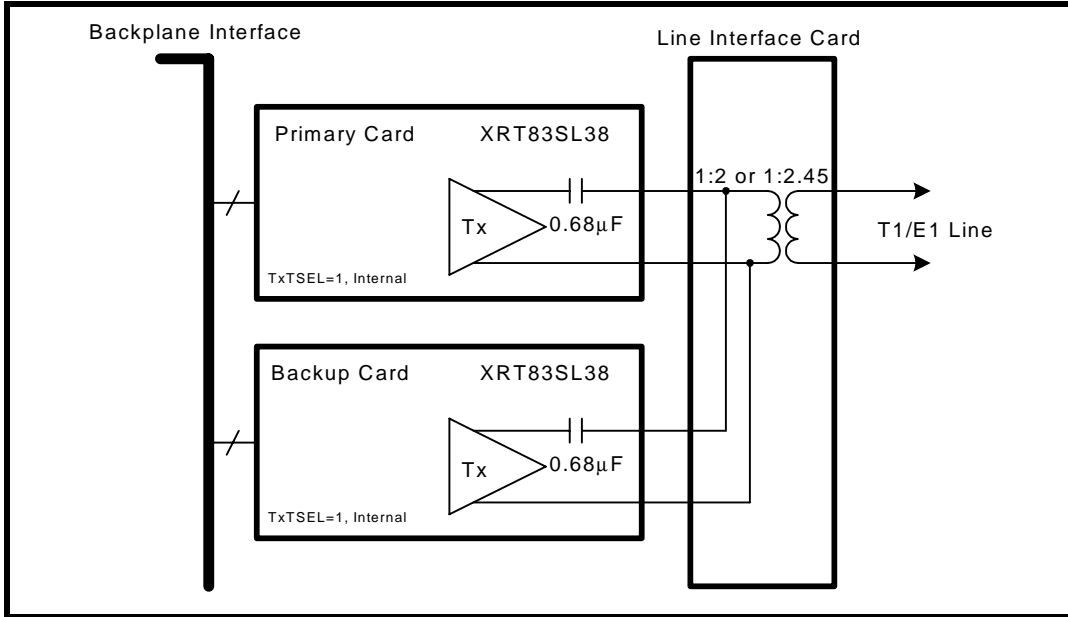 Backplane Interface
Line Interface Card
Primary Card XRT83SL38
1:2 or 1:2.45
Tx
0.68μF
T1/E1 Line
TxTSEL=1, Internal
Backup Card XRT83SL38
Tx
0.68μF
TxTSEL=1, Internal